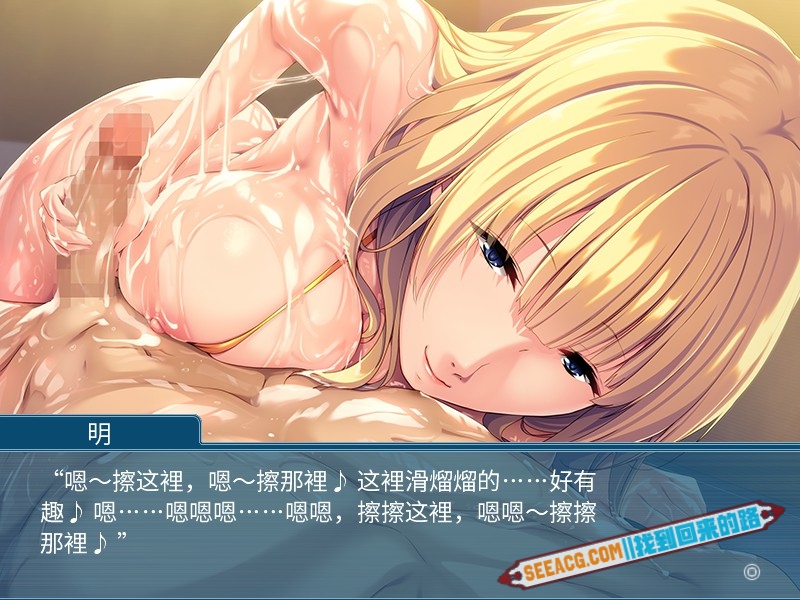 明
“嗯～擦这裡，嗯～擦那裡♪ 这裡滑熘熘的……好有
趣♪ 嗯……嗯嗯嗯……嗯嗯，擦擦这裡，嗯嗯～擦擦
那裡♪ ”
SEEACG.COM||找到回来的路